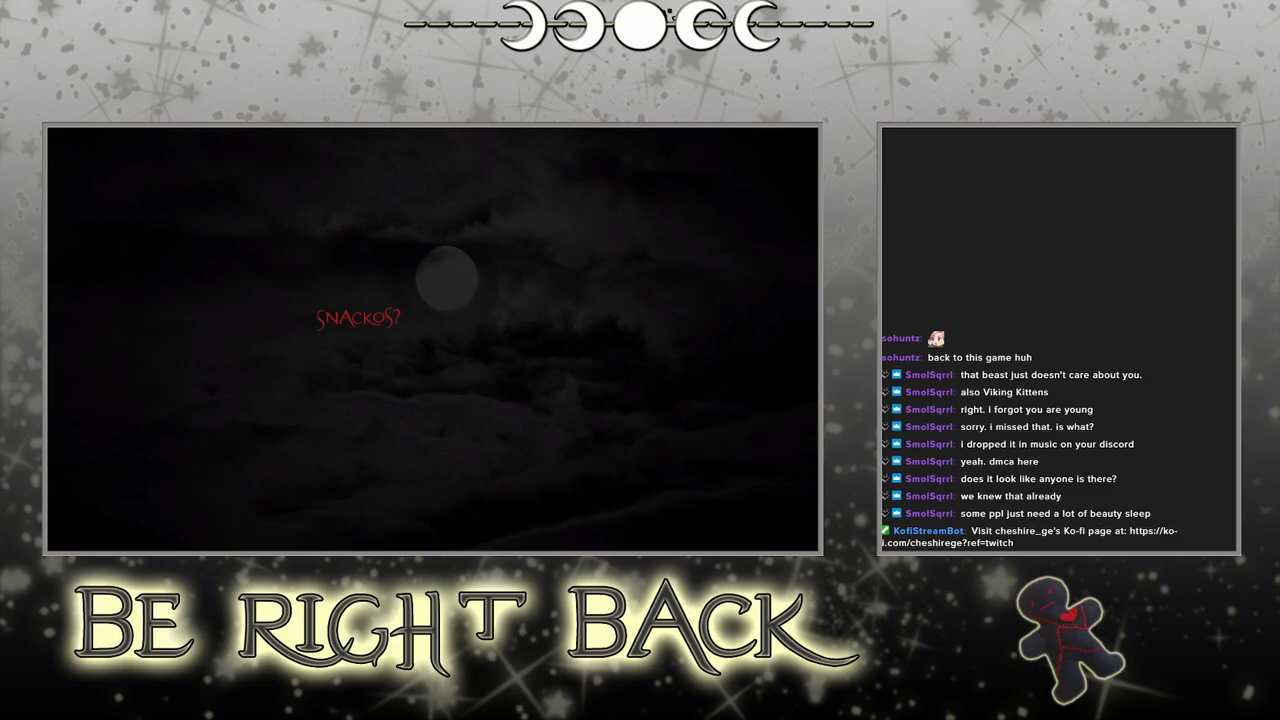 SNACKOS?
sohuntz:
sohuntz: back to this game huh
SmolSqrrl: that beast just doesn't care about you.
SmolSqrrl: also Viking Kittens
SmolSqrrl: right. i forgot you are young
SmolSqrrl: sorry. i missed that. is what?
SmolSqrrl: i dropped it in music on your discord
SmolSqrrl: yeah. dmca here
SmolSqrrl: does it look like anyone is there?
SmolSqrrl: we knew that already
SmolSqrrl: some ppl just need a lot of beauty sleep
KofiStreamBot: Visit cheshire_ge's Ko-fi page at: https://ko-
i.com/cheshirege?ref=twitch
BE RIGHT BACK